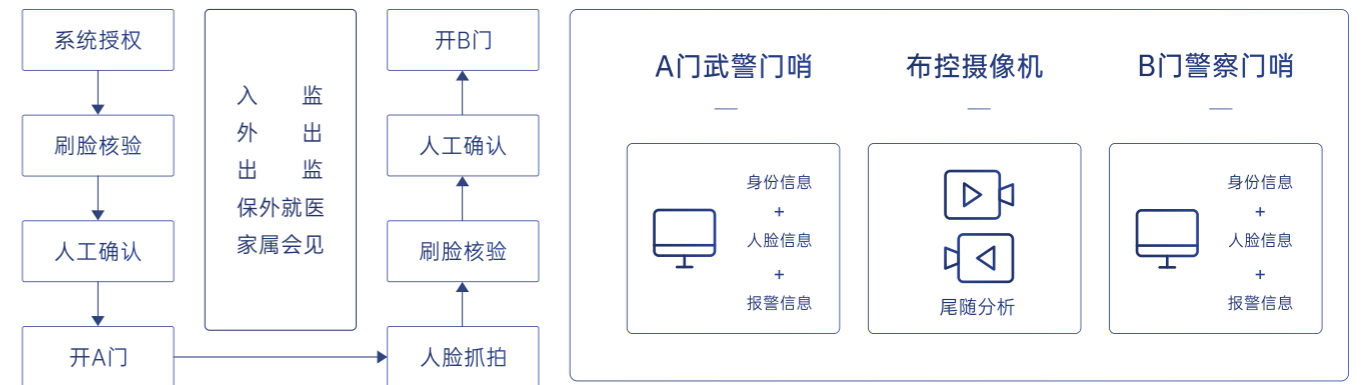 系统授权
刷脸核验
人工确认
开A门
入 监
外 出
出 监
保外就医
家属会见
开B门
人工确认
刷脸核验
人脸抓拍
A门武警门哨
身份信息
+
人脸信息
+
报警信息
布控摄像机
尾随分析
B门警察门哨
身份信息
+
人脸信息
+
报警信息